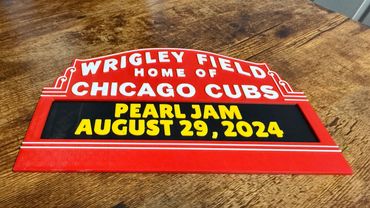 WRIGLEY FIELD
HOME OF
CHICAGO CUBS
PEARL JAM
AUGUST 29, 2024